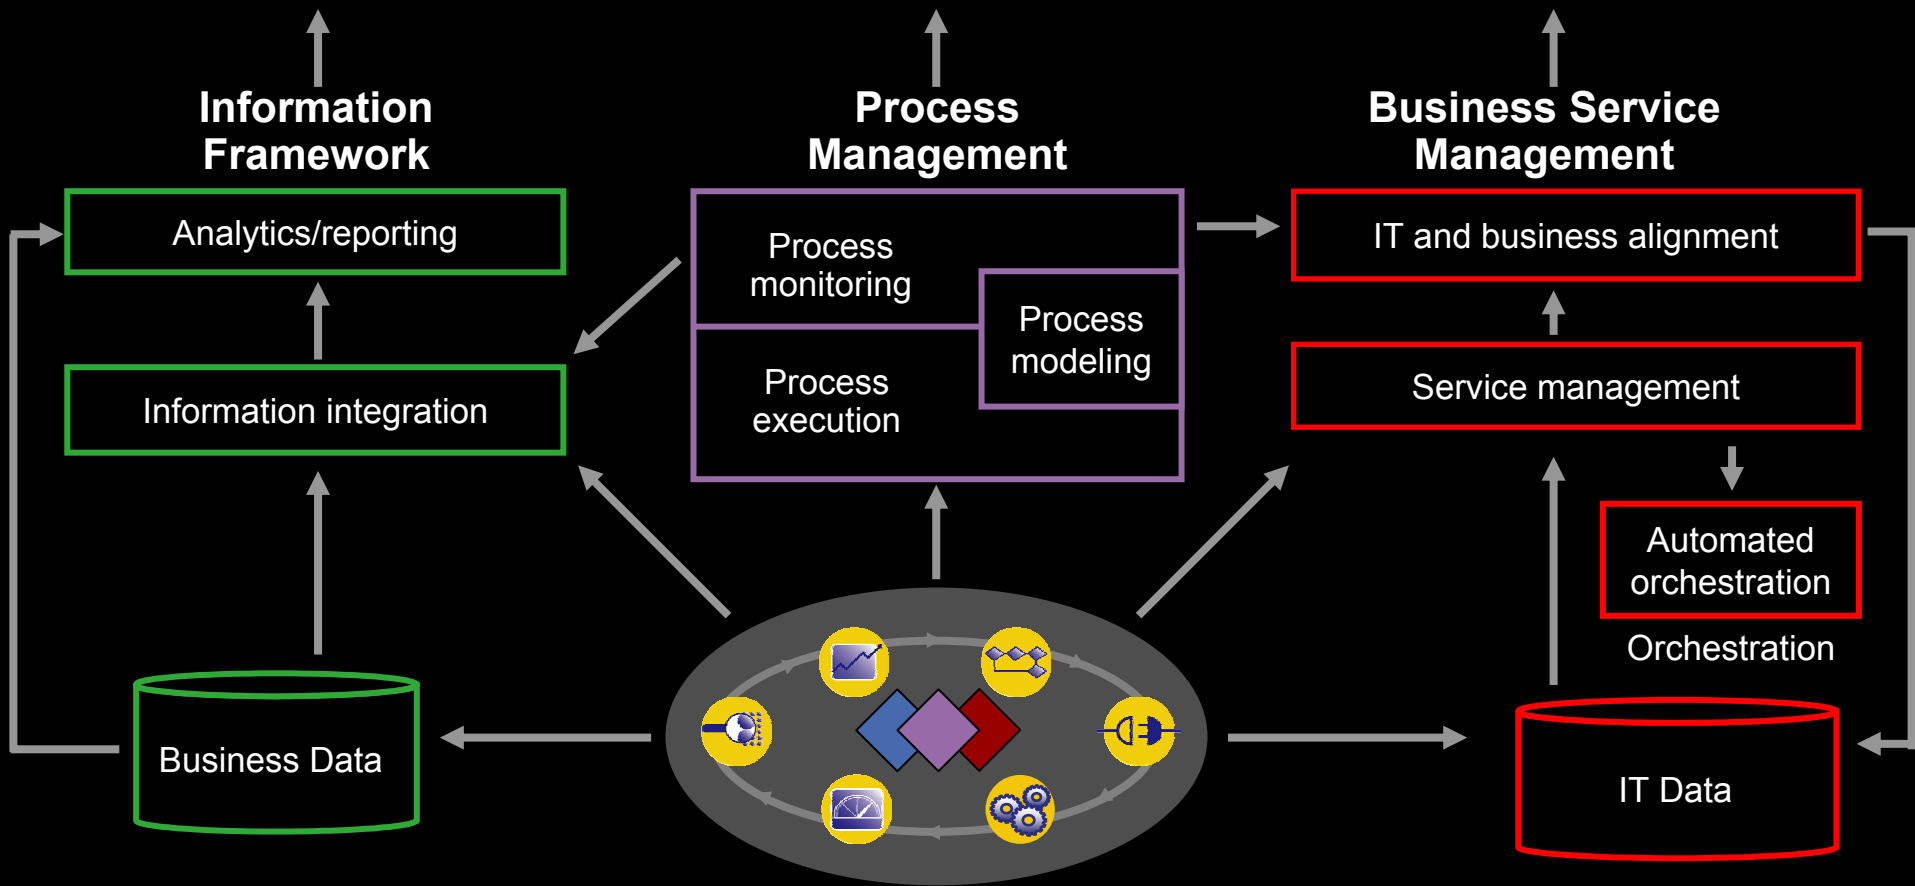 Information
Framework
Process
Management
Business Service
Management
Analytics/reporting
Process
monitoring
IT and business alignment
Process
modeling
Information integration
Process
execution
Service management
Automated
orchestration
Orchestration
Business Data
IT Data